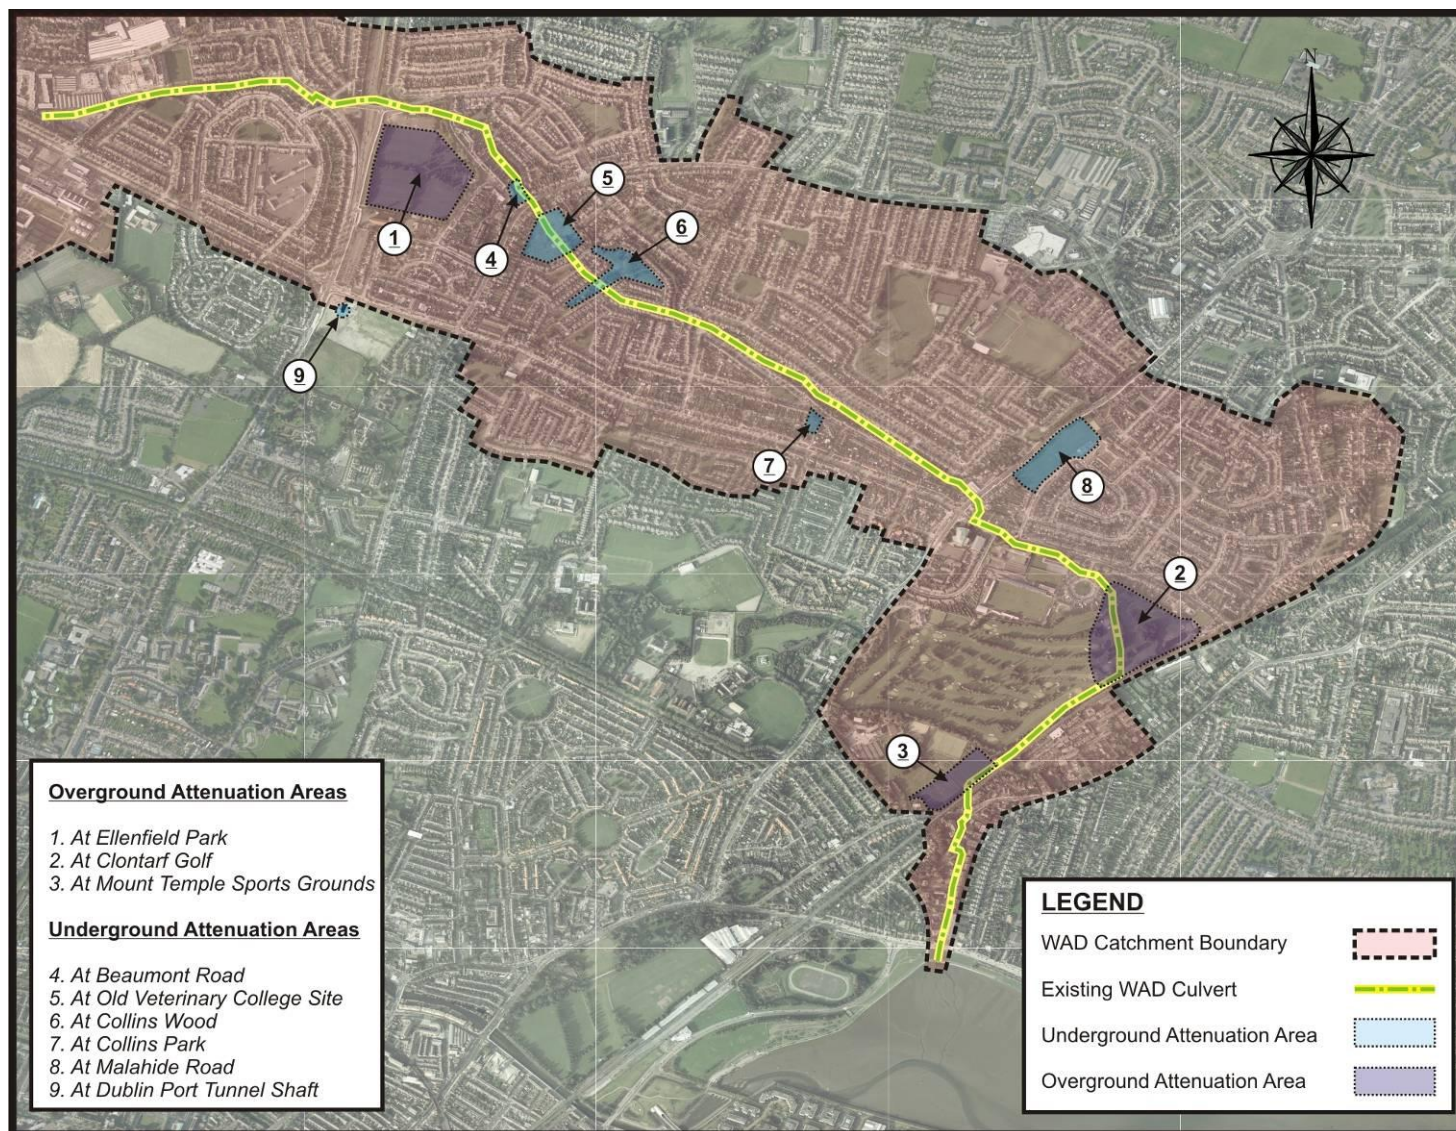 N
5
6
1
4
9
7
8
2
3
Overground Attenuation Areas
1. At Ellenfield Park
2. At Clontarf Golf
3. At Mount Temple Sports Grounds
Underground Attenuation Areas
4. At Beaumont Road
5. At Old Veterinary College Site
6. At Collins Wood
7. At Collins Park
8. At Malahide Road
9. At Dublin Port Tunnel Shaft
LEGEND
WAD Catchment Boundary
Existing WAD Culvert
Underground Attenuation Area
Overground Attenuation Area